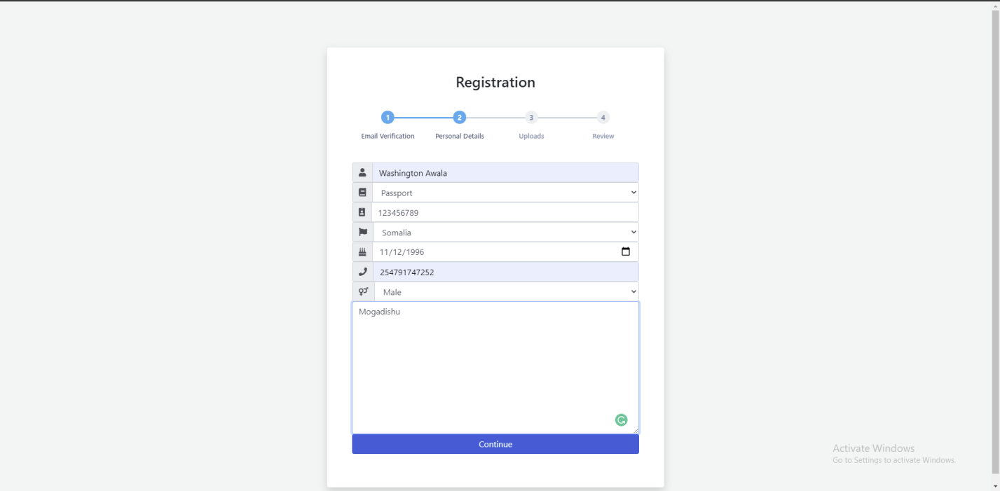 Registration
1 2 3 4
Email Verification Personal Details Uploads Review
Washington Awala
Passport
123456789
Somalia
11/12/1996
254791747252
Male
Mogadishu
Continue
Activate Windows
Go to Settings to activate Windows.